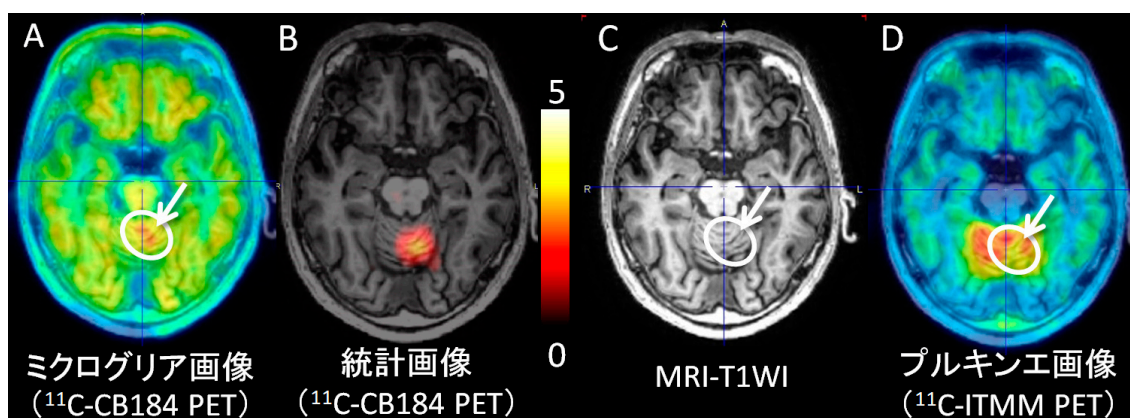 A
B
C
D
A
R
L
5
0
R
A
L
ミクログリア画像
(¹¹C-CB184 PET)
統計画像
(¹¹C-CB184 PET)
MRI-T1WI
プルキンエ画像
(¹¹C-ITMM PET)